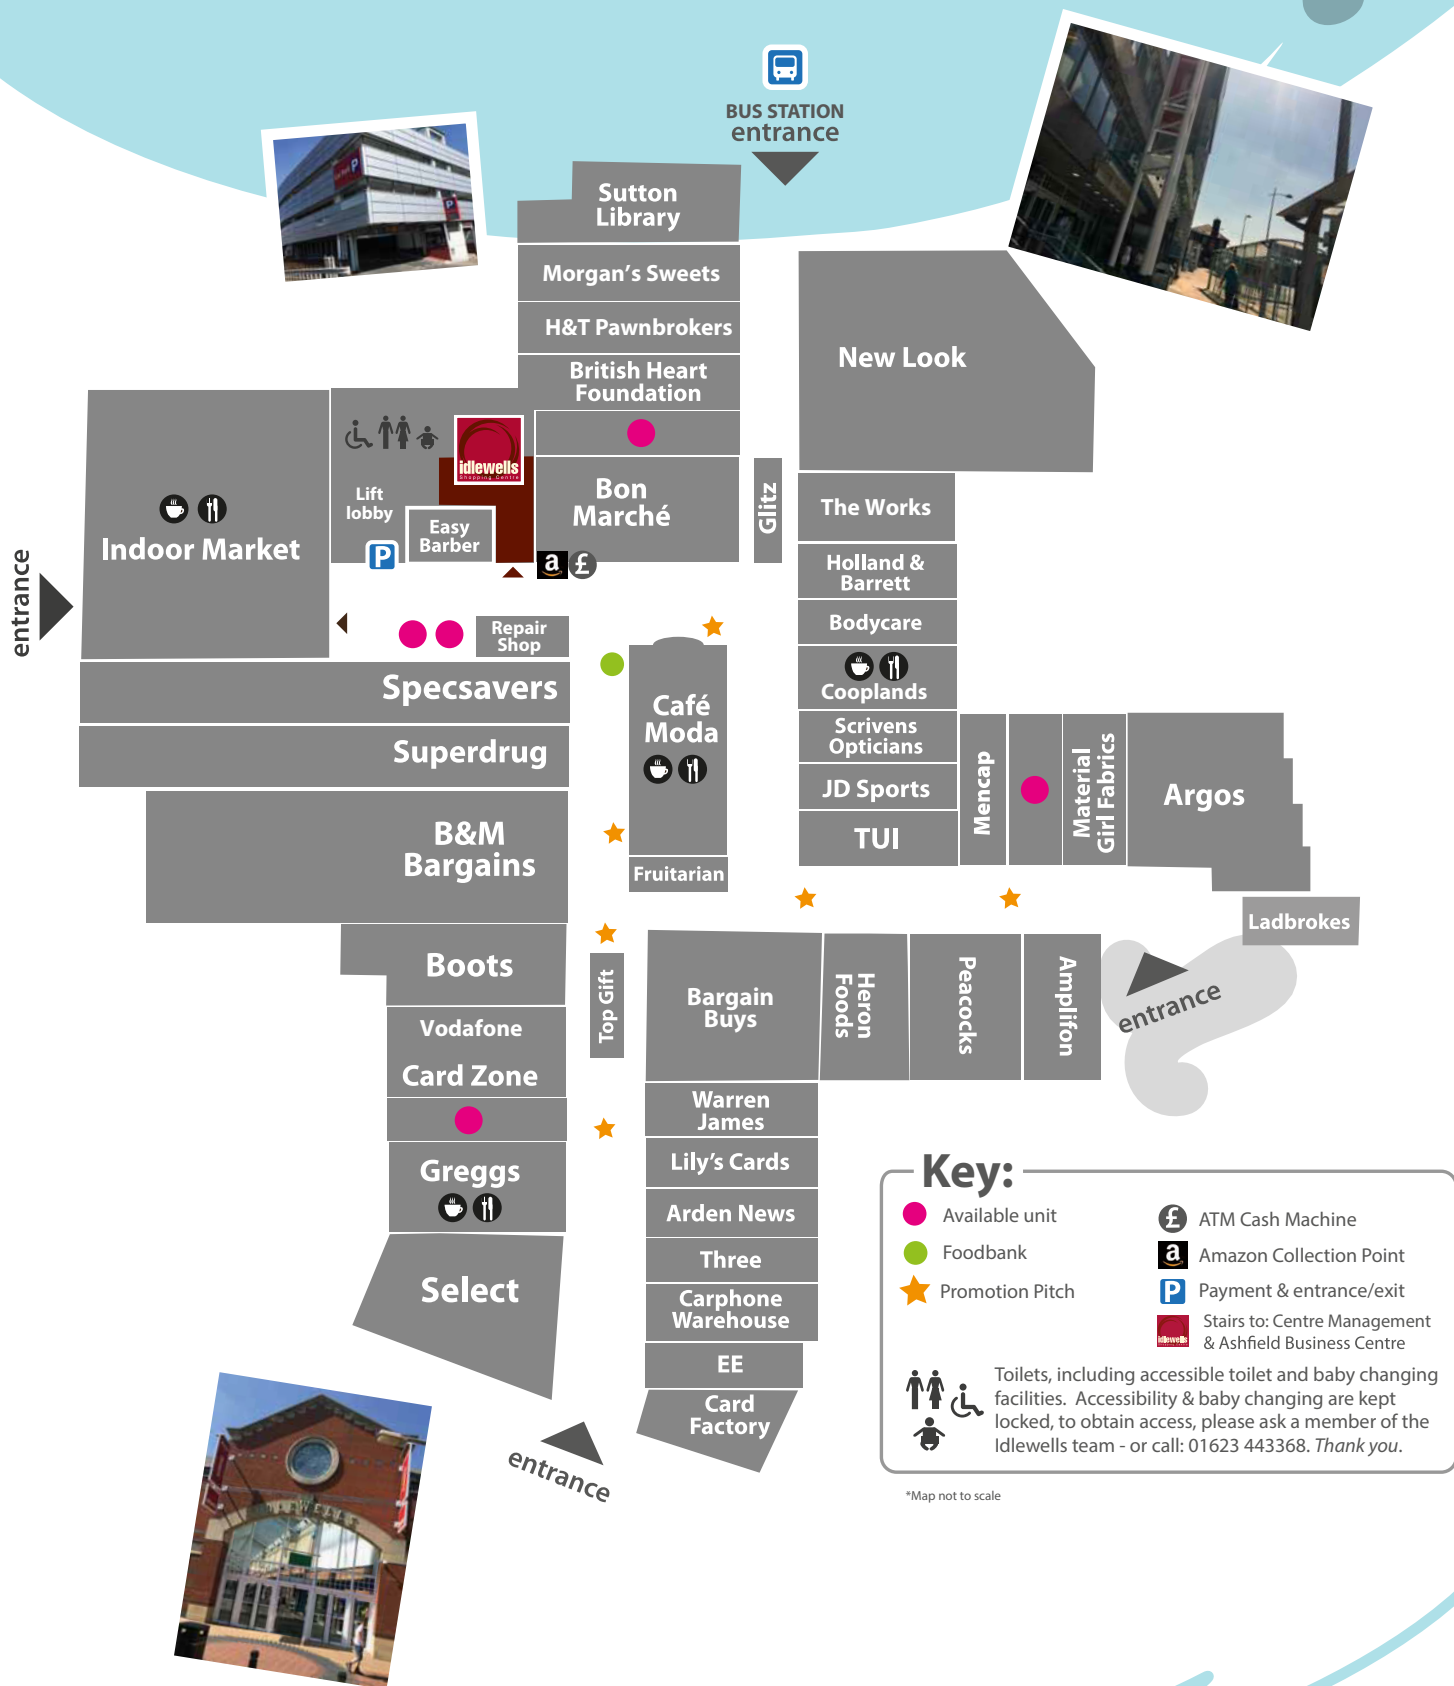 BUS STATION
entrance
Sutton
Library
Morgan's Sweets
H&T Pawnbrokers
British Heart
Foundation
New Look
idlewells
Shopping Centre
Lift
lobby
Easy
Barber
P
Bon
Marché
a
£
Glitz
The Works
Holland &
Barrett
Bodycare
Cooplands
Scrivens
Opticians
JD Sports
TUI
Indoor Market
entrance
Repair
Shop
Specsavers
Superdrug
B&M
Bargains
Café
Moda
Fruitarian
Mencap
Material
Girl Fabrics
Argos
Ladbrokes
Boots
Vodafone
Card Zone
Top Gift
Bargain
Buys
Heron
Foods
Peacocks
Amplifon
entrance
Greggs
Select
Warren
James
Lily's Cards
Arden News
Three
Carphone
Warehouse
EE
Card
Factory
entrance
Key:
Available unit
Foodbank
Promotion Pitch
£ ATM Cash Machine
a Amazon Collection Point
P Payment & entrance/exit
idlewells
Stairs to: Centre Management
& Ashfield Business Centre
Toilets, including accessible toilet and baby changing
facilities. Accessibility & baby changing are kept
locked, to obtain access, please ask a member of the
Idlewells team - or call: 01623 443368. Thank you.
*Map not to scale
P
P